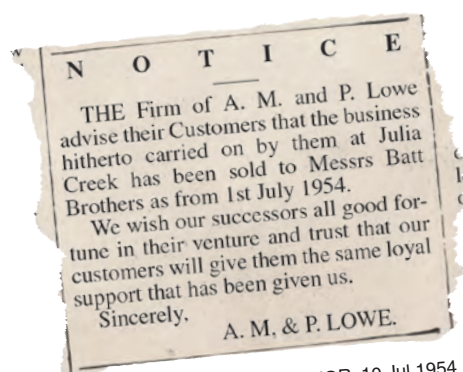 N O T I C E
THE Firm of A. M. and P. Lowe
advise their Customers that the business
hitherto carried on by them at Julia
Creek has been sold to Messrs Batt
Brothers as from 1st July 1954.
We wish our successors all good for-
tune in their venture and trust that our
customers will give them the same loyal
support that has been given us.
Sincerely,
A. M. & P. LOWE.
10 Jul 1954